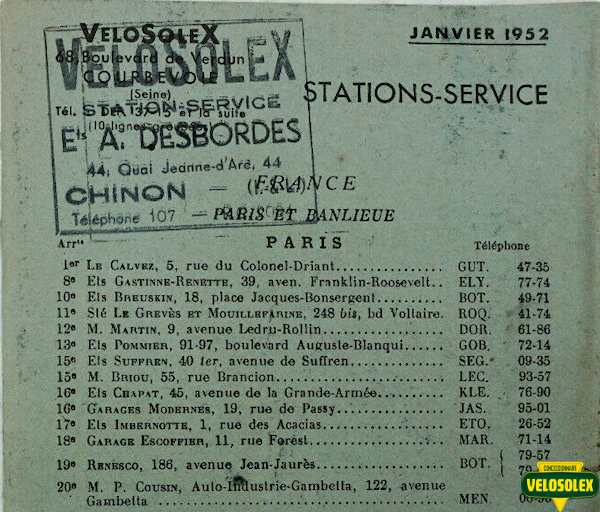 VELOSOLEX
68, Boulevard de Verdun
COURBEVOIE
(Seine)
Tél. : DEF. 37-15 et la suite
JANVIER 1952
STATIONS-SERVICE
VELOSOLEX
STATION-SERVICE
Ets A. DESBORDES
44, Quai Jeanne-d'Arc, 44
CHINON — (I.-&-L.)
Téléphone 107
FRANCE
PARIS ET BANLIEUE
PARIS
Arrts Téléphone
1er LE CALVEZ, 5, rue du Colonel-Driant GUT. 47-35
8e Ets GASTINNE-RENETTE, 39, aven. Franklin-Roosevelt ELY. 77-74
10e Ets BREUSKIN, 18, place Jacques-Bonsergent BOT. 49-71
11e Sté LE GREVÈS ET MOUILLEFARINE, 248 bis, bd Voltaire. ROQ. 41-74
12e M. MARTIN, 9, avenue Ledru-Rollin DOR. 61-86
13e Ets POMMIER, 91-97, boulevard Auguste-Blanqui GOB. 72-14
15e Ets SUFFREN, 40 ter, avenue de Suffren SEG. 09-35
15e M. BRIOU, 55, rue Brancion LEC. 93-57
16e Ets CHAPAT, 45, avenue de la Grande-Armée KLE. 76-90
16e GARAGES MODERNES, 19, rue de Passy JAS. 95-01
17e Ets IMBERNOTTE, 1, rue des Acacias ETO. 26-52
18e GARAGE ESCOFFIER, 11, rue Forest MAR. 71-14
19e RENESCO, 186, avenue Jean-Jaurès BOT. 79-57
20e M. P. COUSIN, Auto-Industrie-Gambetta, 122, avenue
Gambetta MEN.
CONCESSIONNAIRE
VELOSOLEX